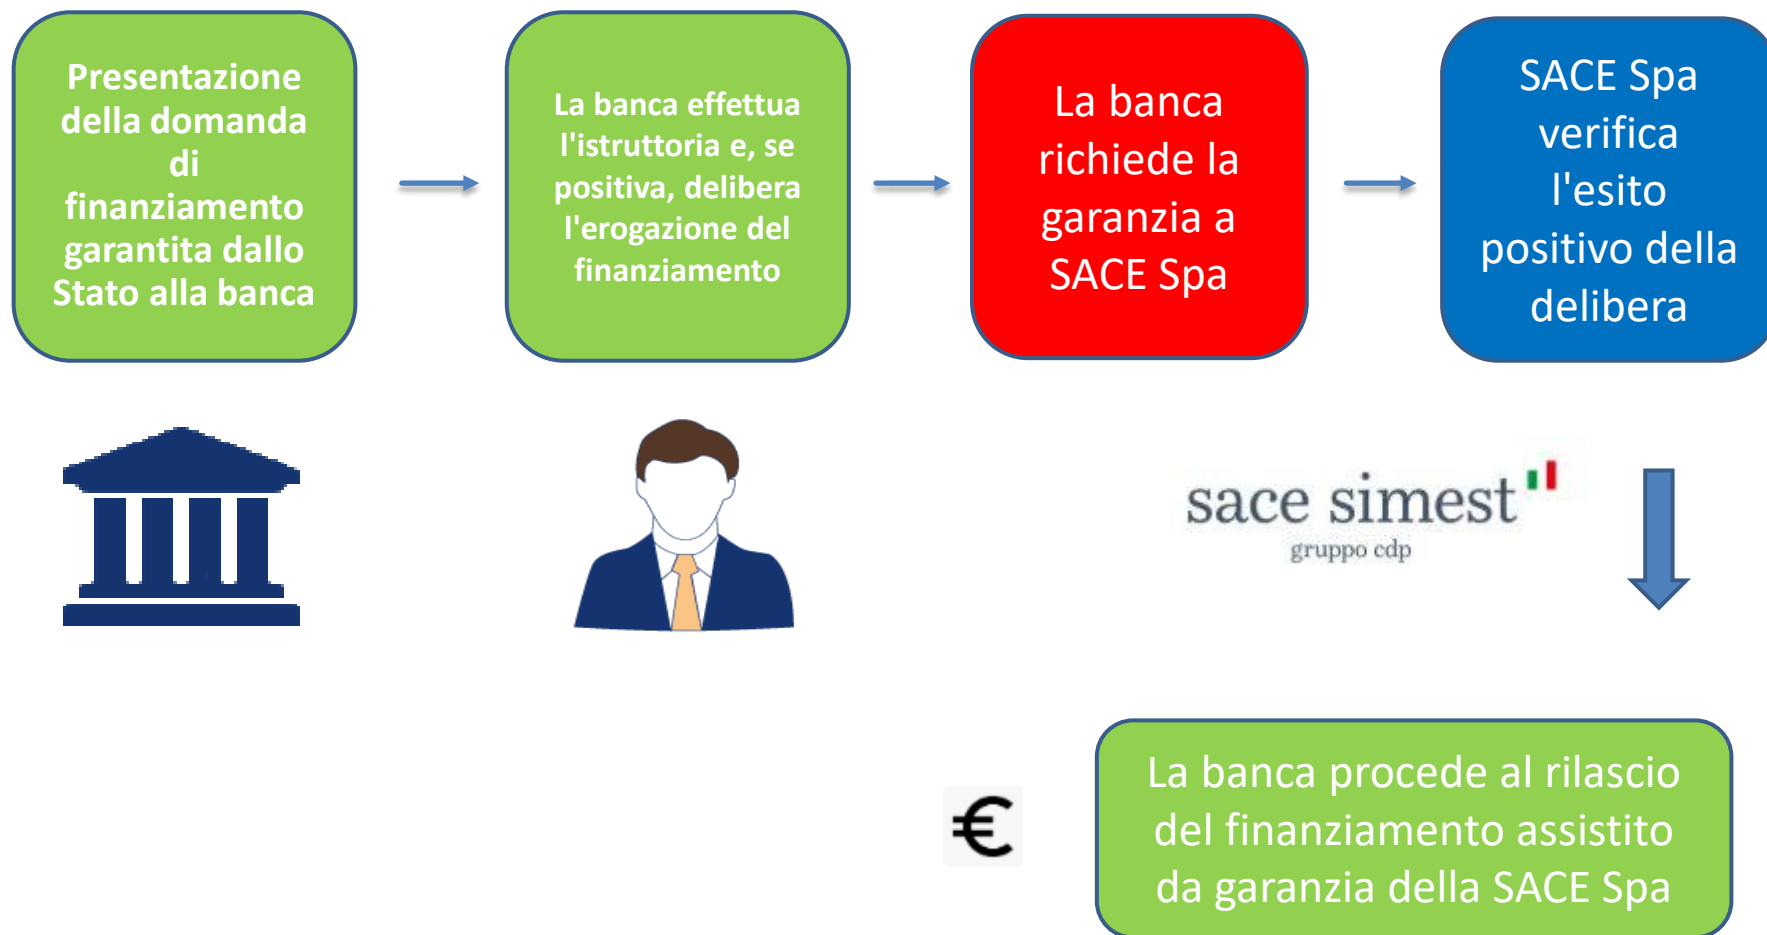 Presentazione
della domanda
di
finanziamento
garantita dallo
Stato alla banca
La banca effettua
l'istruttoria e, se
positiva, delibera
l'erogazione del
finanziamento
La banca
richiede la
garanzia a
SACE Spa
SACE Spa
verifica
l'esito
positivo della
delibera
sace simest
gruppo cdp
€
La banca procede al rilascio
del finanziamento assistito
da garanzia della SACE Spa